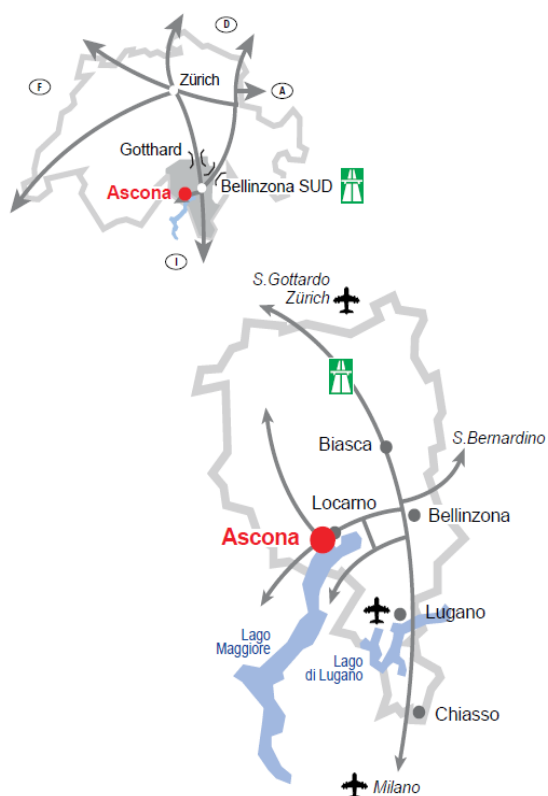 D
F
Zürich
A
Gotthard
Bellinzona SUD
Ascona
I
S.Gottardo
Zürich
Biasca
S.Bernardino
Locarno
Bellinzona
Ascona
Lugano
Lago
Maggiore
Lago
di Lugano
Chiasso
Milano